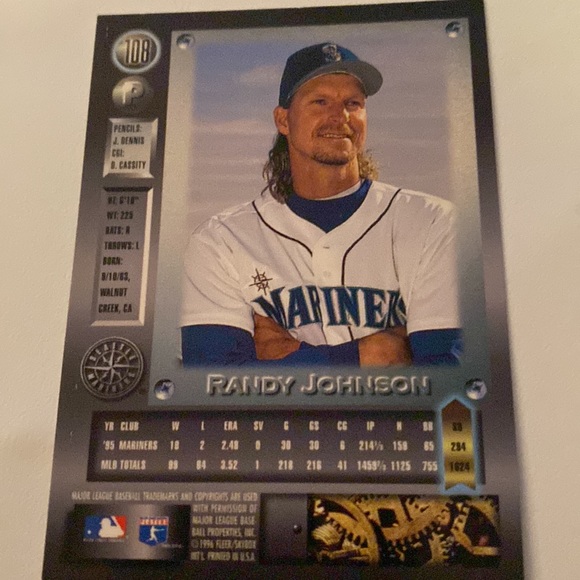 108
P
PENCILS:
J. DENNIS
CGI:
D. CASSITY
HT: 6'10"
WT: 225
BATS: R
THROWS: L
BORN:
9/10/63,
WALNUT
CREEK, CA
S
MARINERS
SEATTLE
MARINERS
RANDY JOHNSON
YR CLUB W L ERA SV G GS CG IP H BB SO
'95 MARINERS 18 2 2.48 0 30 30 6 214⅓ 159 65 294
MLB TOTALS 99 64 3.52 1 218 216 41 1459⅓ 1125 755 1624
MAJOR LEAGUE BASEBALL TRADEMARKS AND COPYRIGHTS ARE USED
WITH PERMISSION OF
MAJOR LEAGUE BASE
BALL PROPERTIES, INC.
© 1996 FLEER/SKYBOX
INT'L PRINTED IN U.S.A.
PLAYERS